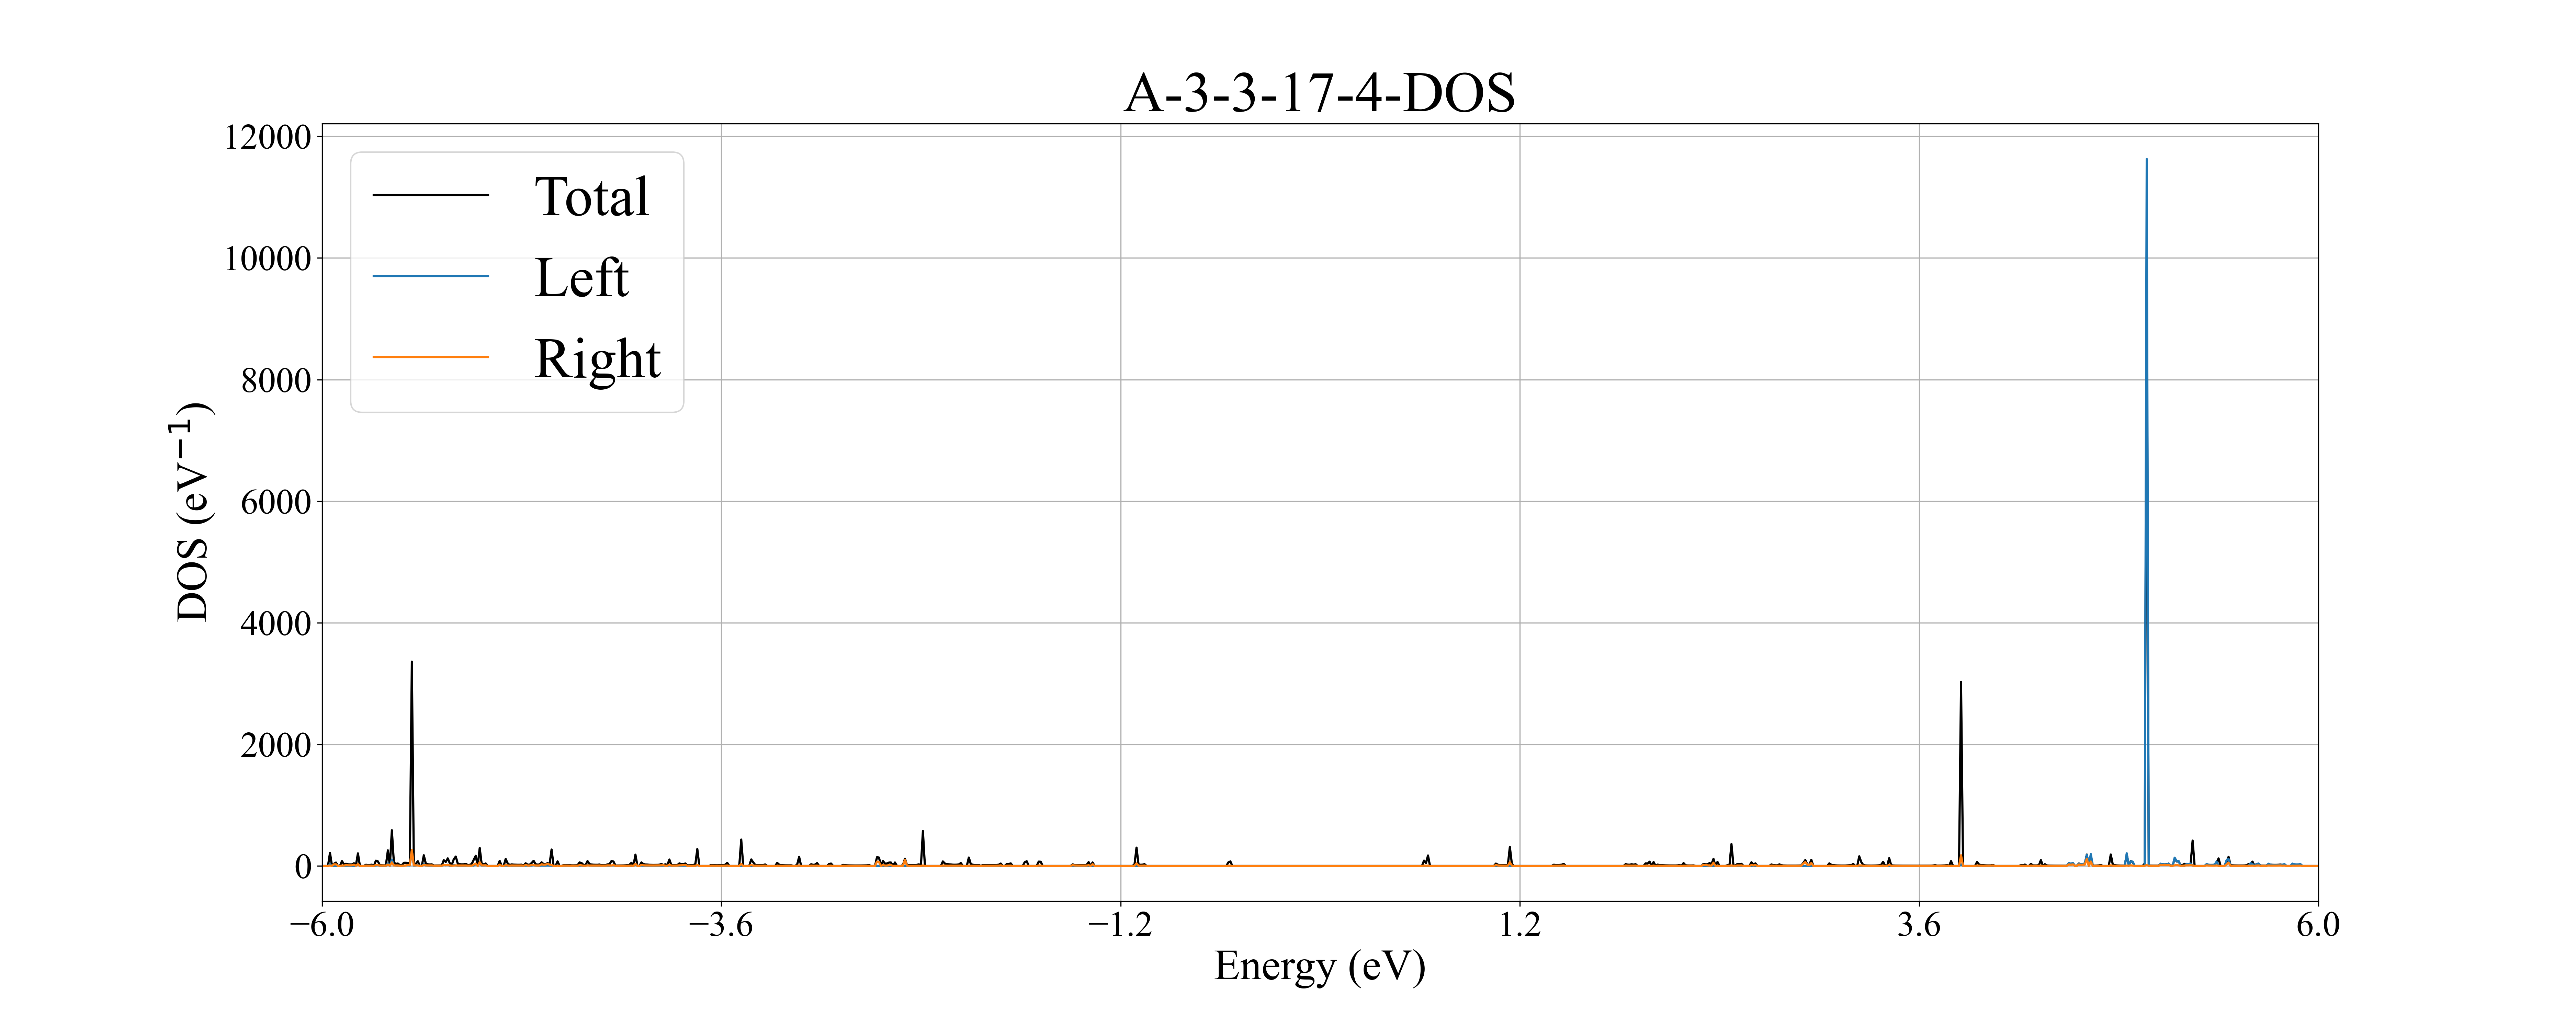 A-3-3-17-4-DOS
12000
10000
8000
6000
4000
2000
0
DOS (eV⁻¹)
Total
Left
Right
−6.0 −3.6 −1.2 1.2 3.6 6.0
Energy (eV)